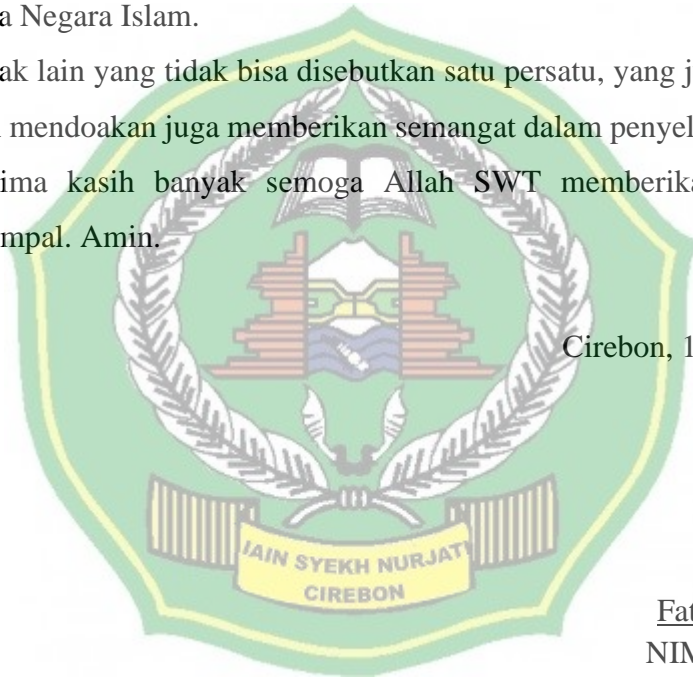 a Negara Islam.
ak lain yang tidak bisa disebutkan satu persatu, yang j
mendoakan juga memberikan semangat dalam penyel
ima kasih banyak semoga Allah SWT memberika
mpal. Amin.
Cirebon, 1
IAIN SYEKH NURJATI
CIREBON
Fat
NIM